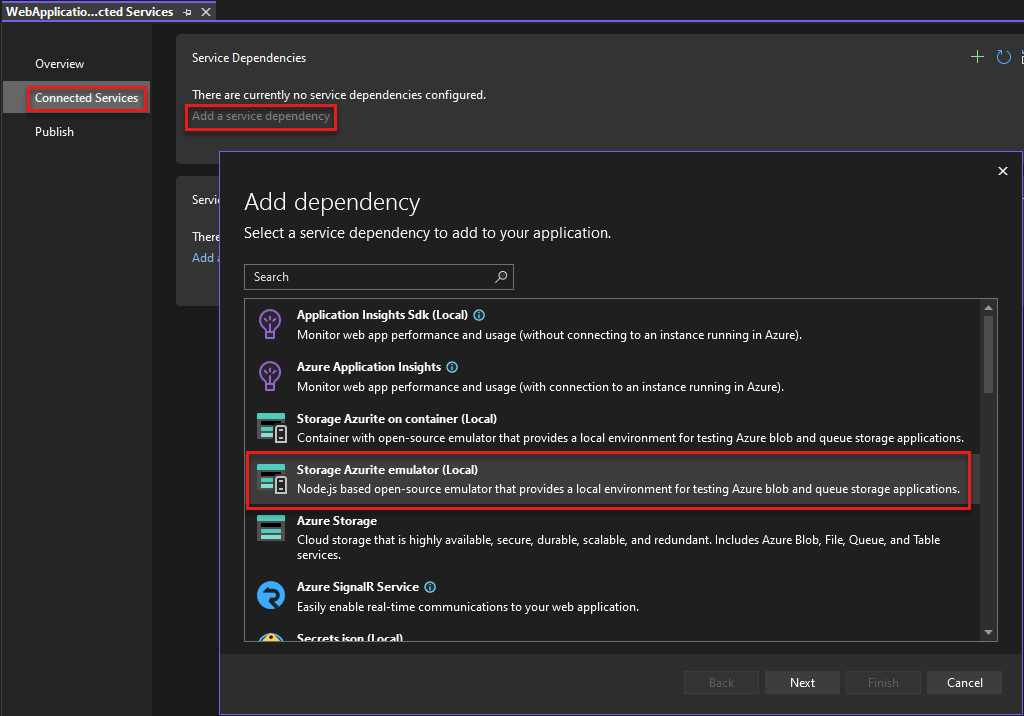 WebApplicatio...cted Services
Overview
Connected Services
Publish
Service Dependencies
There are currently no service dependencies configured.
Add a service dependency
Servi
There
Add a
Add dependency
Select a service dependency to add to your application.
Search
Application Insights Sdk (Local)
Monitor web app performance and usage (without connecting to an instance running in Azure).
Azure Application Insights
Monitor web app performance and usage (with connection to an instance running in Azure).
Storage Azurite on container (Local)
Container with open-source emulator that provides a local environment for testing Azure blob and queue storage applications.
Storage Azurite emulator (Local)
Node.js based open-source emulator that provides a local environment for testing Azure blob and queue storage applications.
Azure Storage
Cloud storage that is highly available, secure, durable, scalable, and redundant. Includes Azure Blob, File, Queue, and Table
services.
Azure SignalR Service
Easily enable real-time communications to your web application.
Secrets.json (Local)
Back
Next
Finish
Cancel